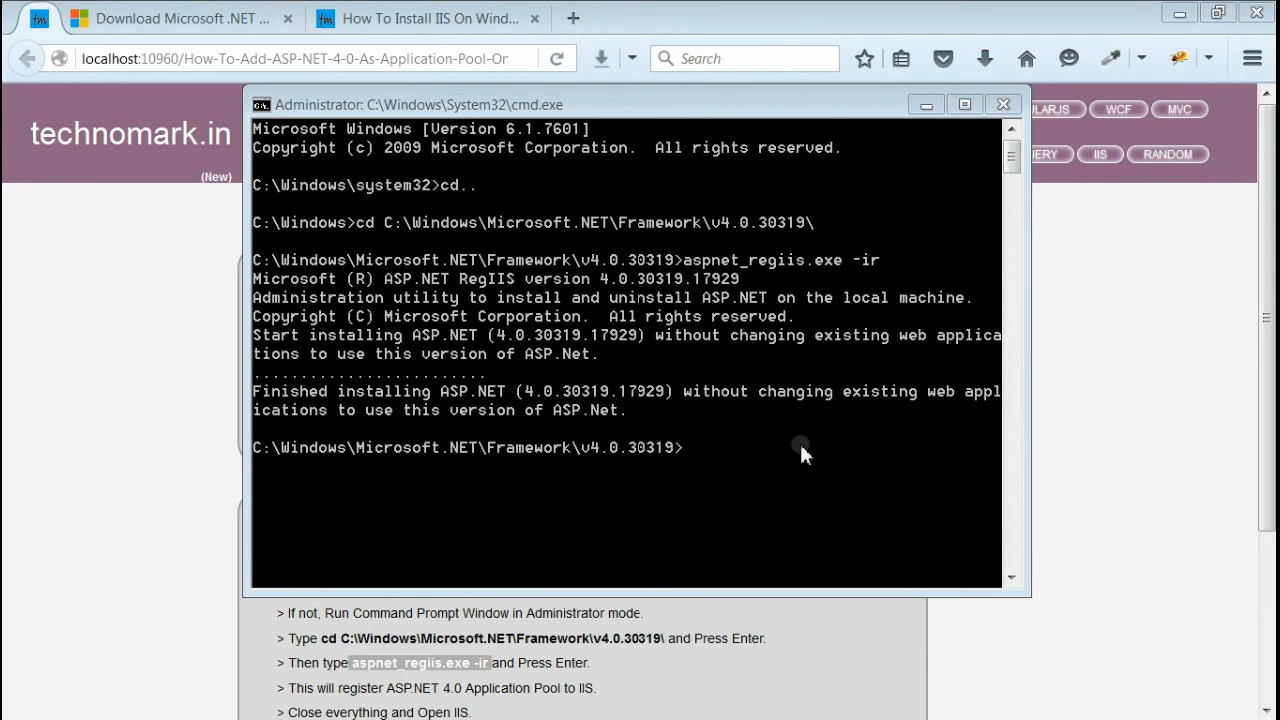 Download Microsoft .NET ...
How To Install IIS On Wind...
localhost:10960/How-To-Add-ASP-NET-4-0-As-Application-Pool-On
Search
technomark.in
(New)
WCF
MVC
IIS
RANDOM
Administrator: C:\Windows\System32\cmd.exe
Microsoft Windows [Version 6.1.7601]
Copyright (c) 2009 Microsoft Corporation.  All rights reserved.
C:\Windows\system32>cd..
C:\Windows>cd C:\Windows\Microsoft.NET\Framework\v4.0.30319\
C:\Windows\Microsoft.NET\Framework\v4.0.30319>aspnet_regiis.exe -ir
Microsoft (R) ASP.NET RegIIS version 4.0.30319.17929
Administration utility to install and uninstall ASP.NET on the local machine.
Copyright (C) Microsoft Corporation.  All rights reserved.
Start installing ASP.NET (4.0.30319.17929) without changing existing web applica
tions to use this version of ASP.Net.
.........................
Finished installing ASP.NET (4.0.30319.17929) without changing existing web appl
ications to use this version of ASP.Net.
C:\Windows\Microsoft.NET\Framework\v4.0.30319>
> If not, Run Command Prompt Window in Administrator mode.
> Type cd C:\Windows\Microsoft.NET\Framework\v4.0.30319\ and Press Enter.
> Then type aspnet_regiis.exe -ir and Press Enter.
> This will register ASP.NET 4.0 Application Pool to IIS.
> Close everything and Open IIS.